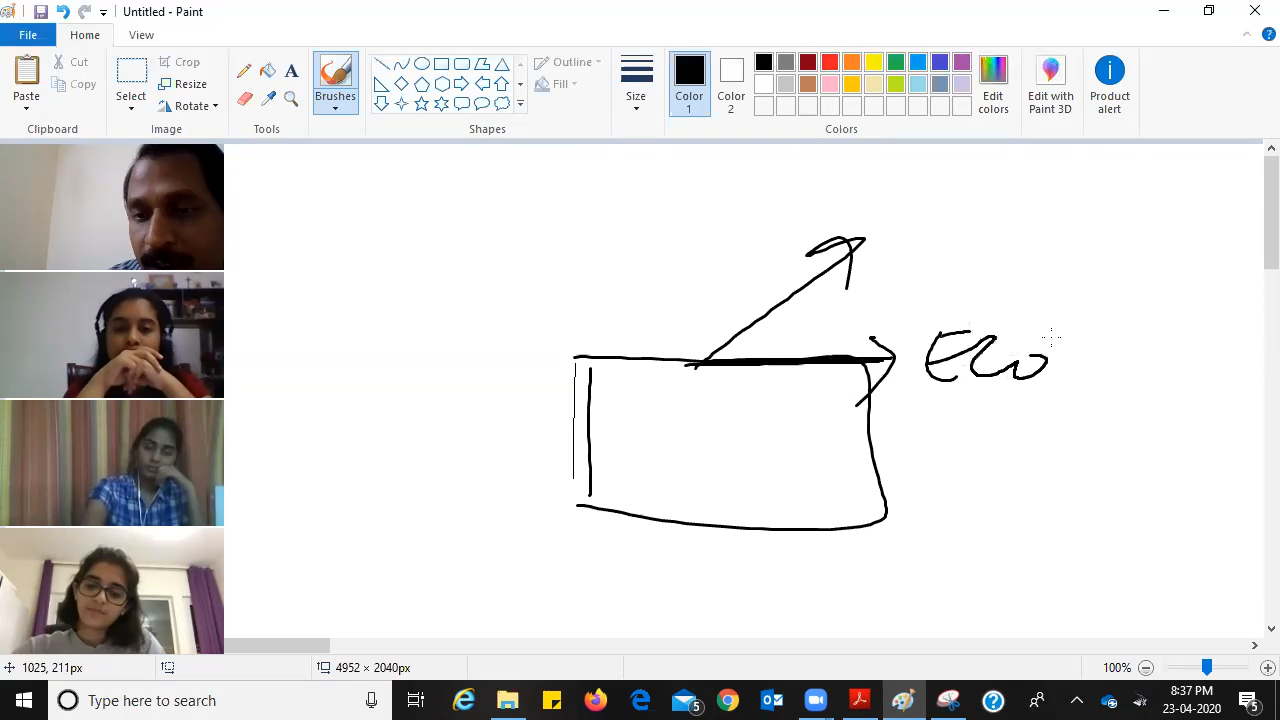 Untitled - Paint
File Home View
Paste
Cut
Copy
Clipboard
Select
Crop
Resize
Rotate
Image
Tools
Brushes
Shapes
Outline
Fill
Size
Color 1
Color 2
Colors
Edit colors
Edit with Paint 3D
Product alert
Eco
1025, 211px
4952 × 2040px
100%
Type here to search
5
5
8:37 PM
23-04-2020